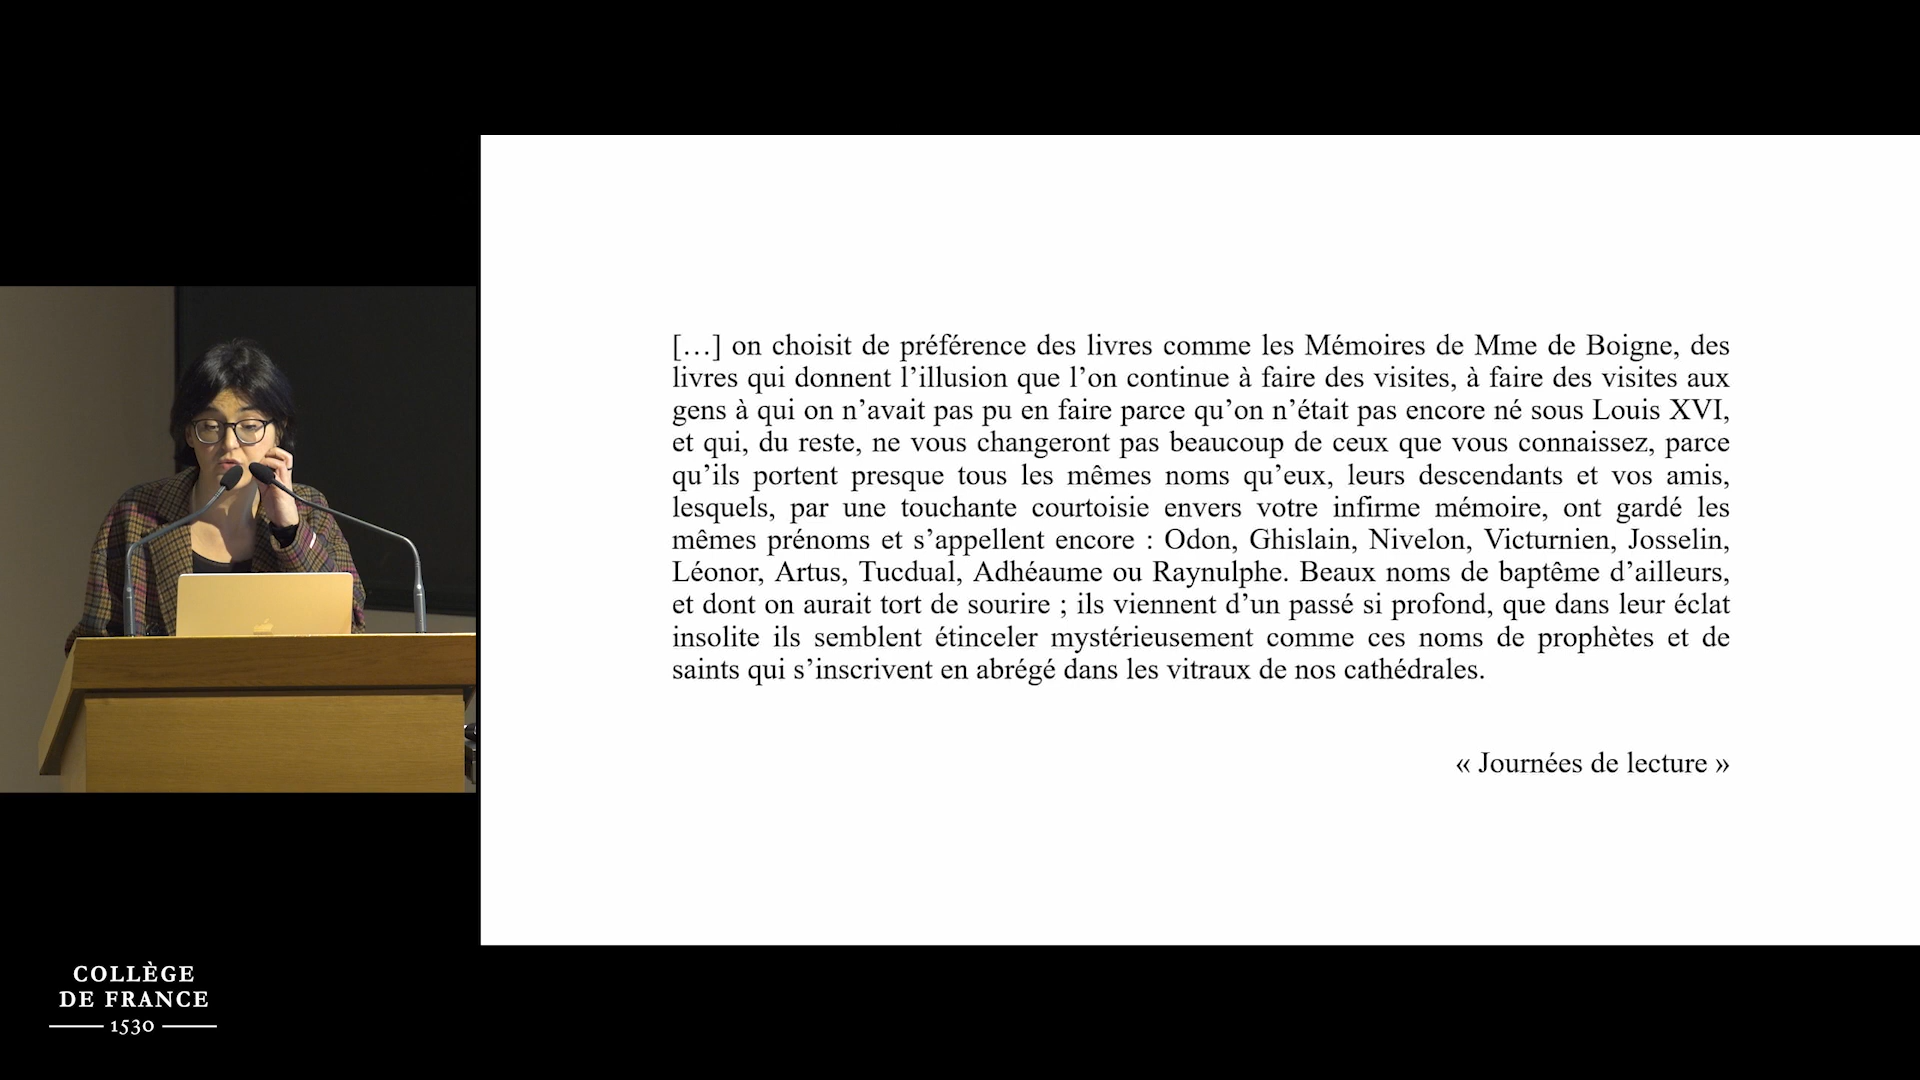 […] on choisit de préférence des livres comme les Mémoires de Mme de Boigne, des
livres qui donnent l’illusion que l’on continue à faire des visites, à faire des visites aux
gens à qui on n’avait pas pu en faire parce qu’on n’était pas encore né sous Louis XVI,
et qui, du reste, ne vous changeront pas beaucoup de ceux que vous connaissez, parce
qu’ils portent presque tous les mêmes noms qu’eux, leurs descendants et vos amis,
lesquels, par une touchante courtoisie envers votre infirme mémoire, ont gardé les
mêmes prénoms et s’appellent encore : Odon, Ghislain, Nivelon, Victurnien, Josselin,
Léonor, Artus, Tucdual, Adhéaume ou Raynulphe. Beaux noms de baptême d’ailleurs,
et dont on aurait tort de sourire ; ils viennent d’un passé si profond, que dans leur éclat
insolite ils semblent étinceler mystérieusement comme ces noms de prophètes et de
saints qui s’inscrivent en abrégé dans les vitraux de nos cathédrales.
« Journées de lecture »
COLLÈGE
DE FRANCE
1530